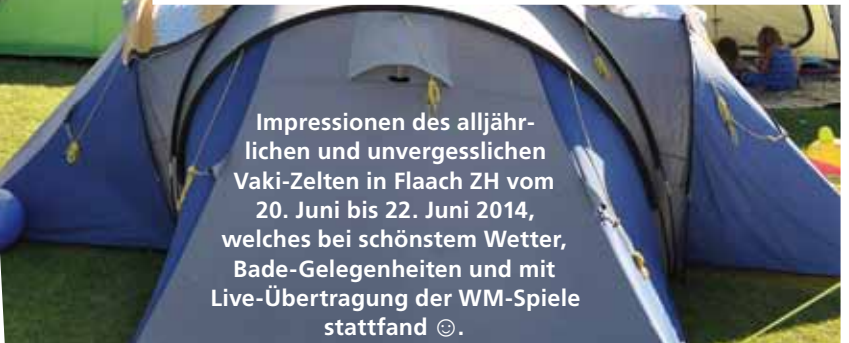 Impressionen des alljähr-
lichen und unvergesslichen
Vaki-Zelten in Flaach ZH vom
20. Juni bis 22. Juni 2014,
welches bei schönstem Wetter,
Bade-Gelegenheiten und mit
Live-Übertragung der WM-Spiele
stattfand ☺.